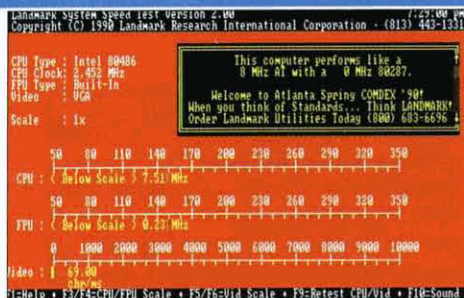 Landmark System Speed Test Version 2.00 7:29:00 pm
Copyright (C) 1990 Landmark Research International Corporation - (813) 443-1331
CPU Type : Intel 80486
CPU Clock: 2.452 MHz
FPU Type : Built-In
Video : VGA
Scale : 1x
This computer performs like a
8 MHz AT with a 0 MHz 80287.
Welcome to Atlanta Spring COMDEX '90!
When you think of Standards... Think LANDMARK!
Order Landmark Utilities Today (800) 683-6696
50 80 110 140 170 200 230 260 290 320 350
CPU : ( Below Scale ) 7.51 MHz
50 80 110 140 170 200 230 260 290 320 350
FPU : ( Below Scale ) 0.23 MHz
0 1000 2000 3000 4000 5000 6000 7000 8000 9000 10000
Video : 69.00
chr/ms
F1=Help • F3/F4=CPU/FPU Scale • F5/F6=Vid Scale • F9=Retest CPU/Vid • F10=Sound